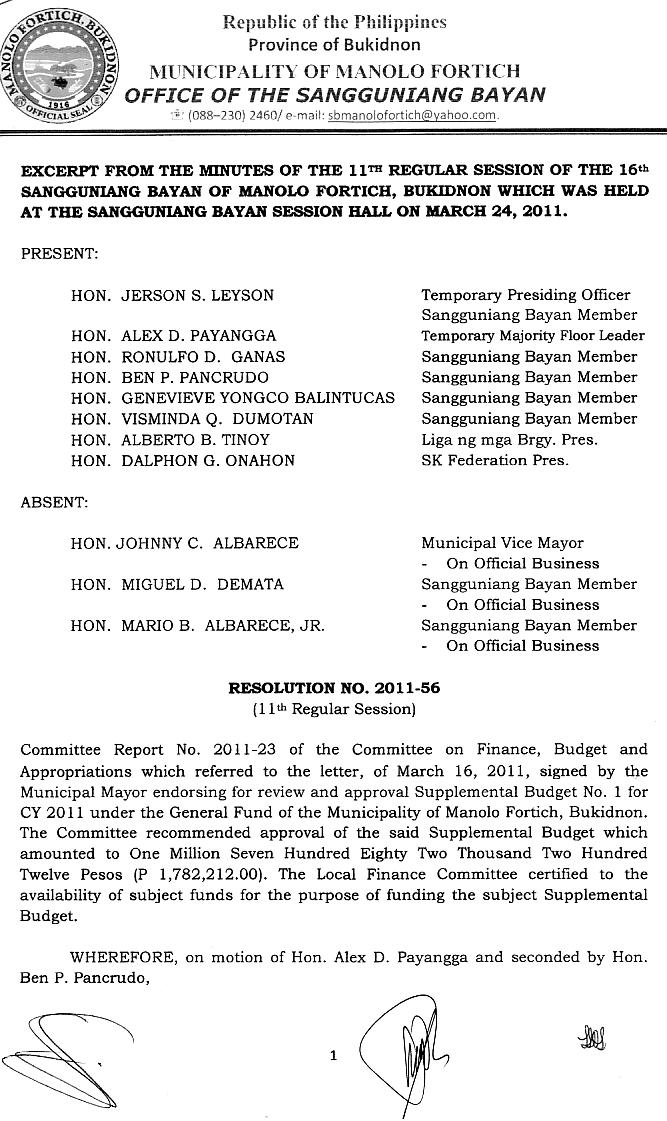 MANOLO FORTICH, BUKIDNON
1916
OFFICIAL SEAL
Republic of the Philippines
Province of Bukidnon
MUNICIPALITY OF MANOLO FORTICH
OFFICE OF THE SANGGUNIANG BAYAN
☏ (088–230) 2460/ e-mail: sbmanolofortich@yahoo.com.
EXCERPT FROM THE MINUTES OF THE 11TH REGULAR SESSION OF THE 16th
SANGGUNIANG BAYAN OF MANOLO FORTICH, BUKIDNON WHICH WAS HELD
AT THE SANGGUNIANG BAYAN SESSION HALL ON MARCH 24, 2011.
PRESENT:
HON. JERSON S. LEYSON Temporary Presiding Officer
Sangguniang Bayan Member
HON. ALEX D. PAYANGGA Temporary Majority Floor Leader
HON. RONULFO D. GANAS Sangguniang Bayan Member
HON. BEN P. PANCRUDO Sangguniang Bayan Member
HON. GENEVIEVE YONGCO BALINTUCAS Sangguniang Bayan Member
HON. VISMINDA Q. DUMOTAN Sangguniang Bayan Member
HON. ALBERTO B. TINOY Liga ng mga Brgy. Pres.
HON. DALPHON G. ONAHON SK Federation Pres.
ABSENT:
HON. JOHNNY C. ALBARECE Municipal Vice Mayor
- On Official Business
HON. MIGUEL D. DEMATA Sangguniang Bayan Member
- On Official Business
HON. MARIO B. ALBARECE, JR. Sangguniang Bayan Member
- On Official Business
RESOLUTION NO. 2011-56
(11th Regular Session)
Committee Report No. 2011-23 of the Committee on Finance, Budget and
Appropriations which referred to the letter, of March 16, 2011, signed by the
Municipal Mayor endorsing for review and approval Supplemental Budget No. 1 for
CY 2011 under the General Fund of the Municipality of Manolo Fortich, Bukidnon.
The Committee recommended approval of the said Supplemental Budget which
amounted to One Million Seven Hundred Eighty Two Thousand Two Hundred
Twelve Pesos (P 1,782,212.00). The Local Finance Committee certified to the
availability of subject funds for the purpose of funding the subject Supplemental
Budget.
WHEREFORE, on motion of Hon. Alex D. Payangga and seconded by Hon.
Ben P. Pancrudo,
1